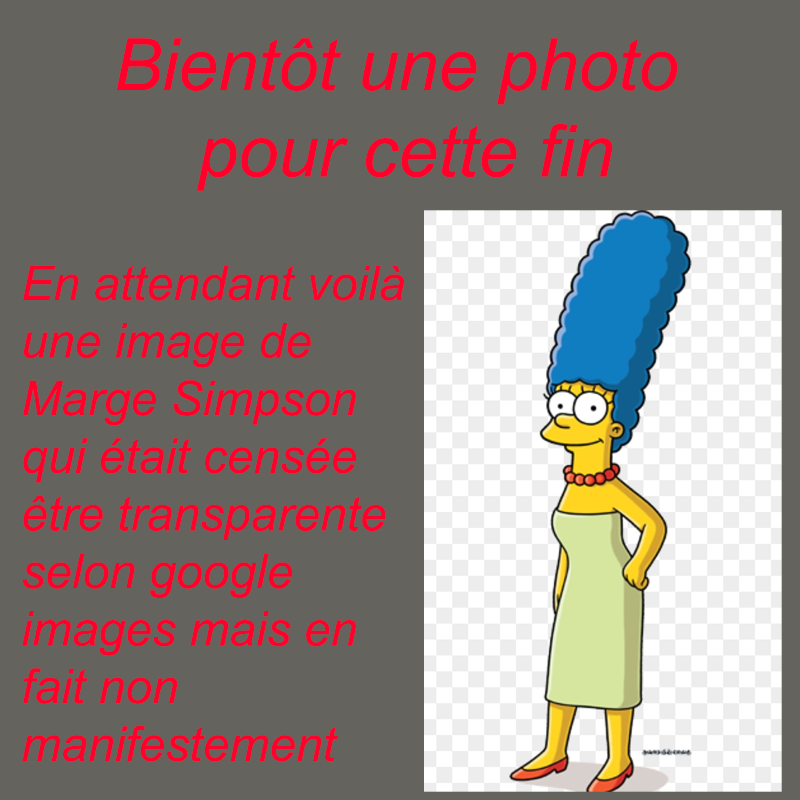 Bientôt une photo
pour cette fin
En attendant voilà
une image de
Marge Simpson
qui était censée
être transparente
selon google
images mais en
fait non
manifestement